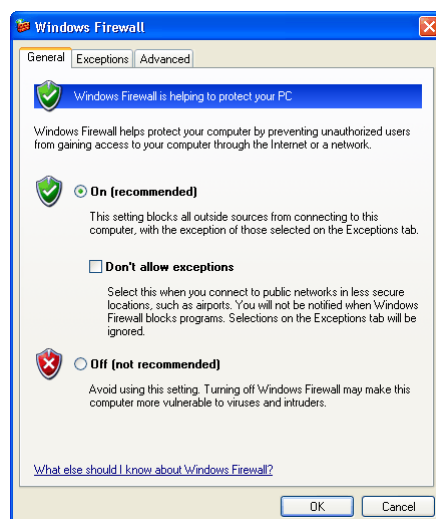 Windows Firewall
General Exceptions Advanced
Windows Firewall is helping to protect your PC
Windows Firewall helps protect your computer by preventing unauthorized users
from gaining access to your computer through the Internet or a network.
On (recommended)
This setting blocks all outside sources from connecting to this
computer, with the exception of those selected on the Exceptions tab.
Don't allow exceptions
Select this when you connect to public networks in less secure
locations, such as airports. You will not be notified when Windows
Firewall blocks programs. Selections on the Exceptions tab will be
ignored.
Off (not recommended)
Avoid using this setting. Turning off Windows Firewall may make this
computer more vulnerable to viruses and intruders.
What else should I know about Windows Firewall?
OK Cancel